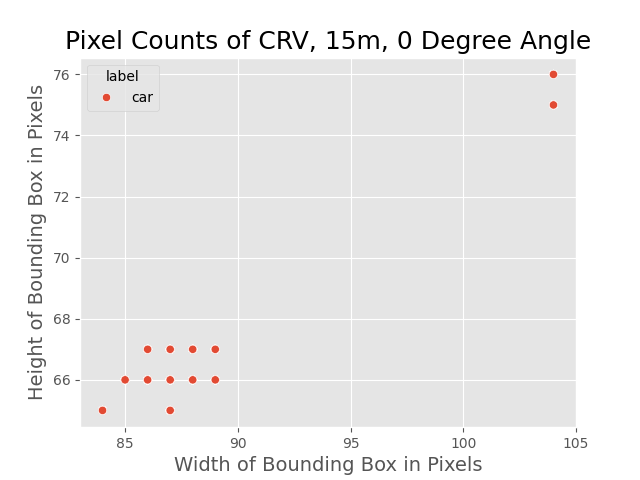 Pixel Counts of CRV, 15m, 0 Degree Angle
label
car
76
74
72
70
68
66
Height of Bounding Box in Pixels
85
90
95
100
105
Width of Bounding Box in Pixels